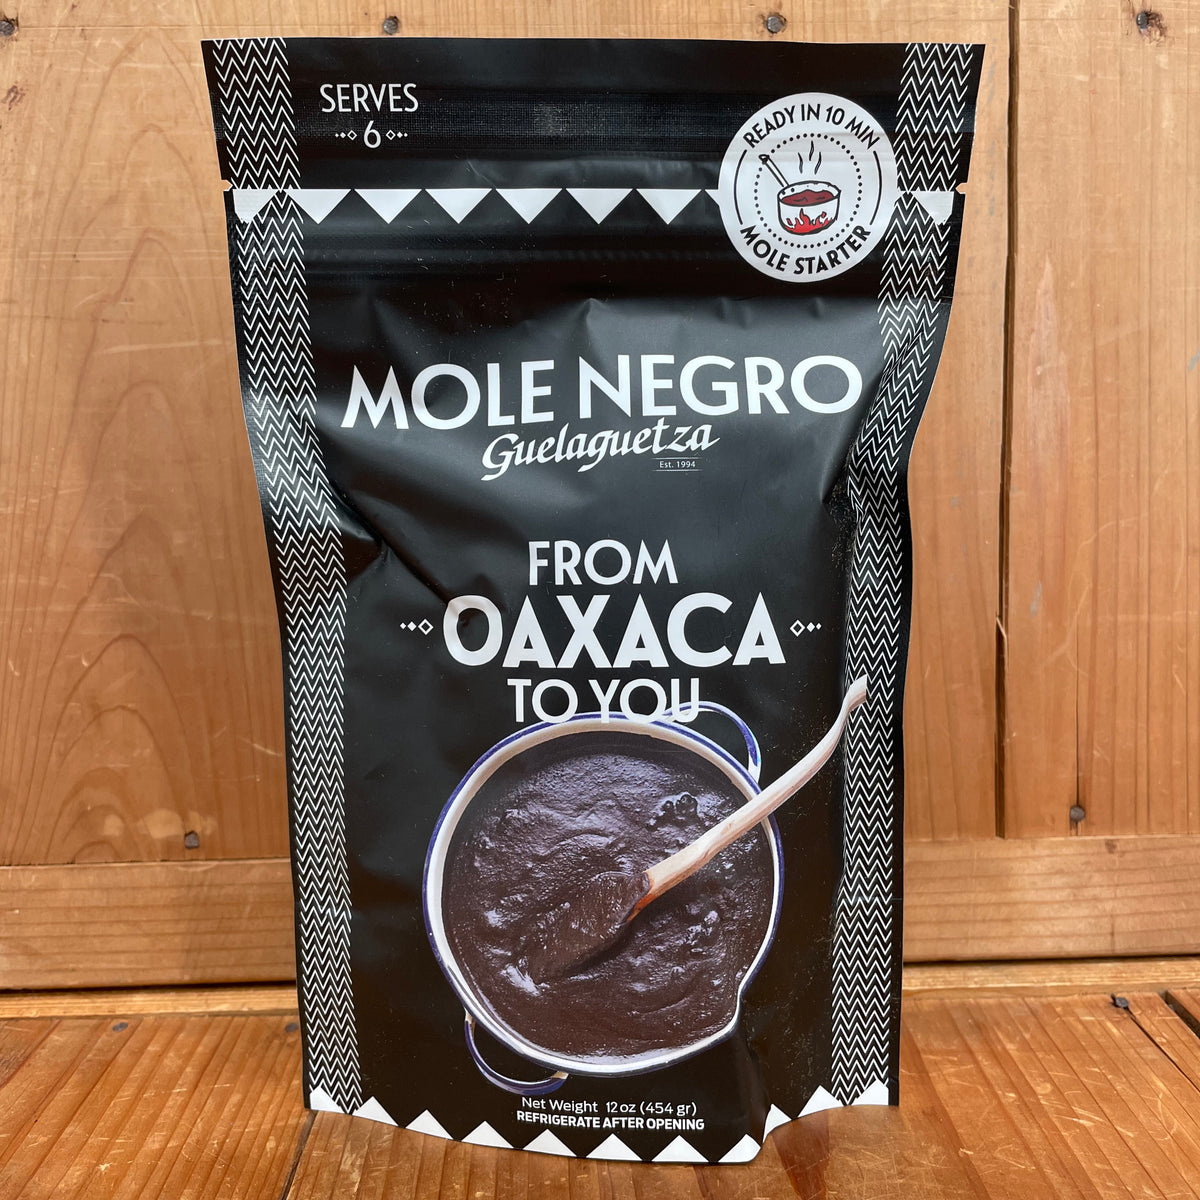 SERVES
6
READY IN 10 MIN
MOLE STARTER
MOLE NEGRO
Guelaguetza
Est. 1994
FROM
OAXACA
TO YOU
Net Weight 12 oz (454 gr)
REFRIGERATE AFTER OPENING